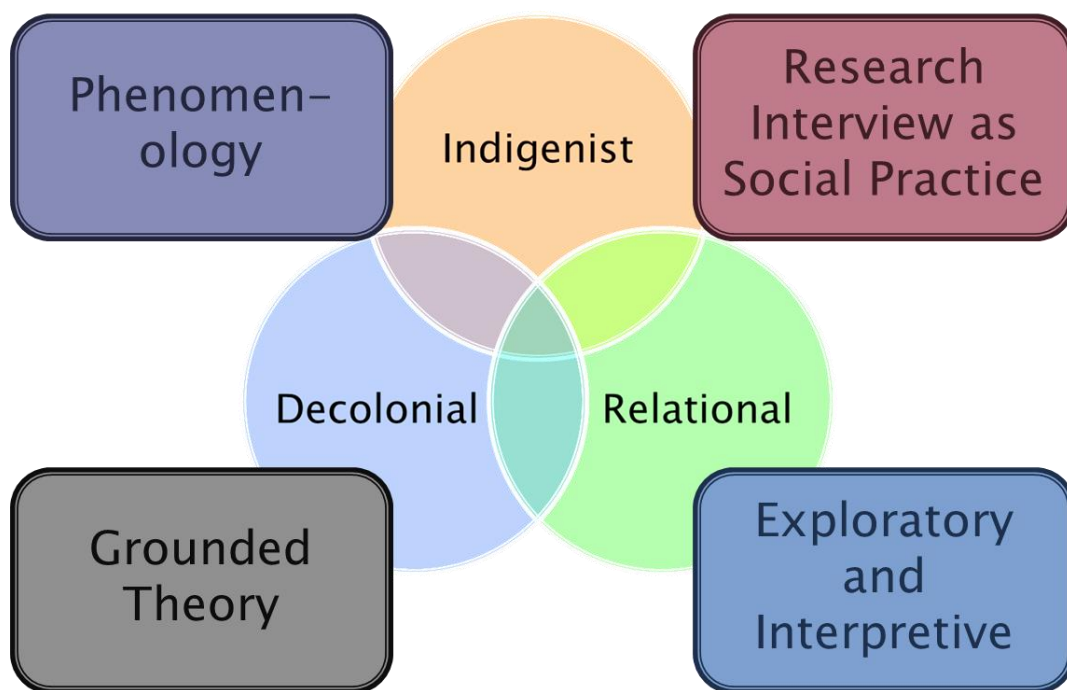 Phenomen-
ology
Indigenist
Research
Interview as
Social Practice
Decolonial
Relational
Grounded
Theory
Exploratory
and
Interpretive